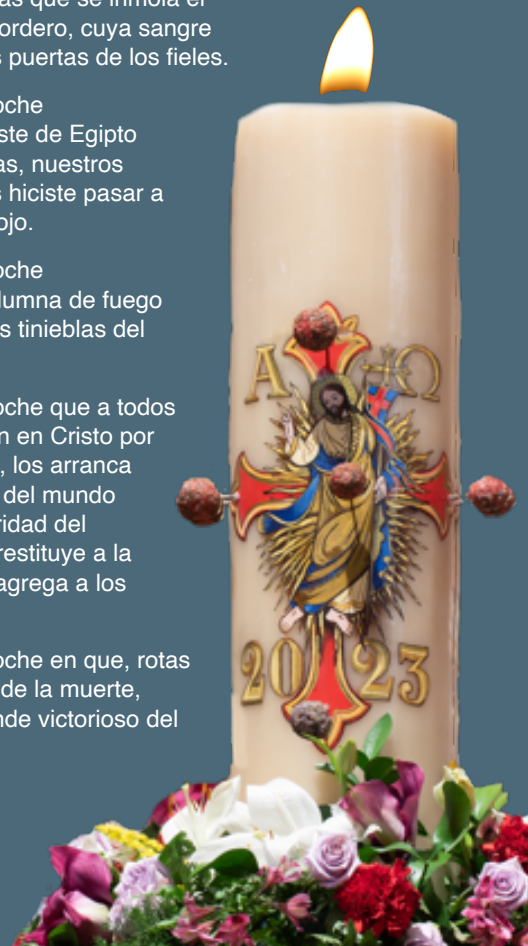 as que se inmola el
ordero, cuya sangre
s puertas de los fieles.
oche
ste de Egipto
as, nuestros
s hiciste pasar a
ojo.
oche
lumna de fuego
s tinieblas del
oche que a todos
n en Cristo por
, los arranca
del mundo
ridad del
restituye a la
agrega a los
oche en que, rotas
de la muerte,
nde victorioso del
Α Ω
20 23